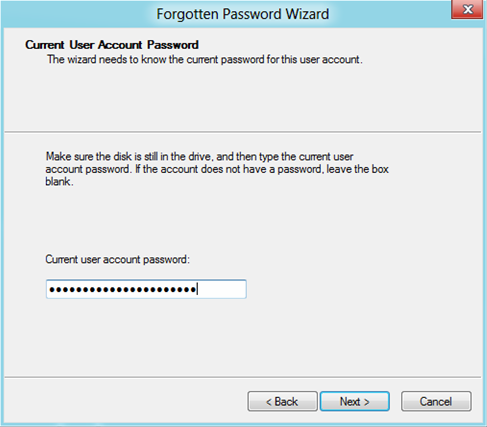 Forgotten Password Wizard
Current User Account Password
The wizard needs to know the current password for this user account.
Make sure the disk is still in the drive, and then type the current user
account password. If the account does not have a password, leave the box
blank.
Current user account password:
●●●●●●●●●●●●●●●●●●●●●●
< Back Next > Cancel